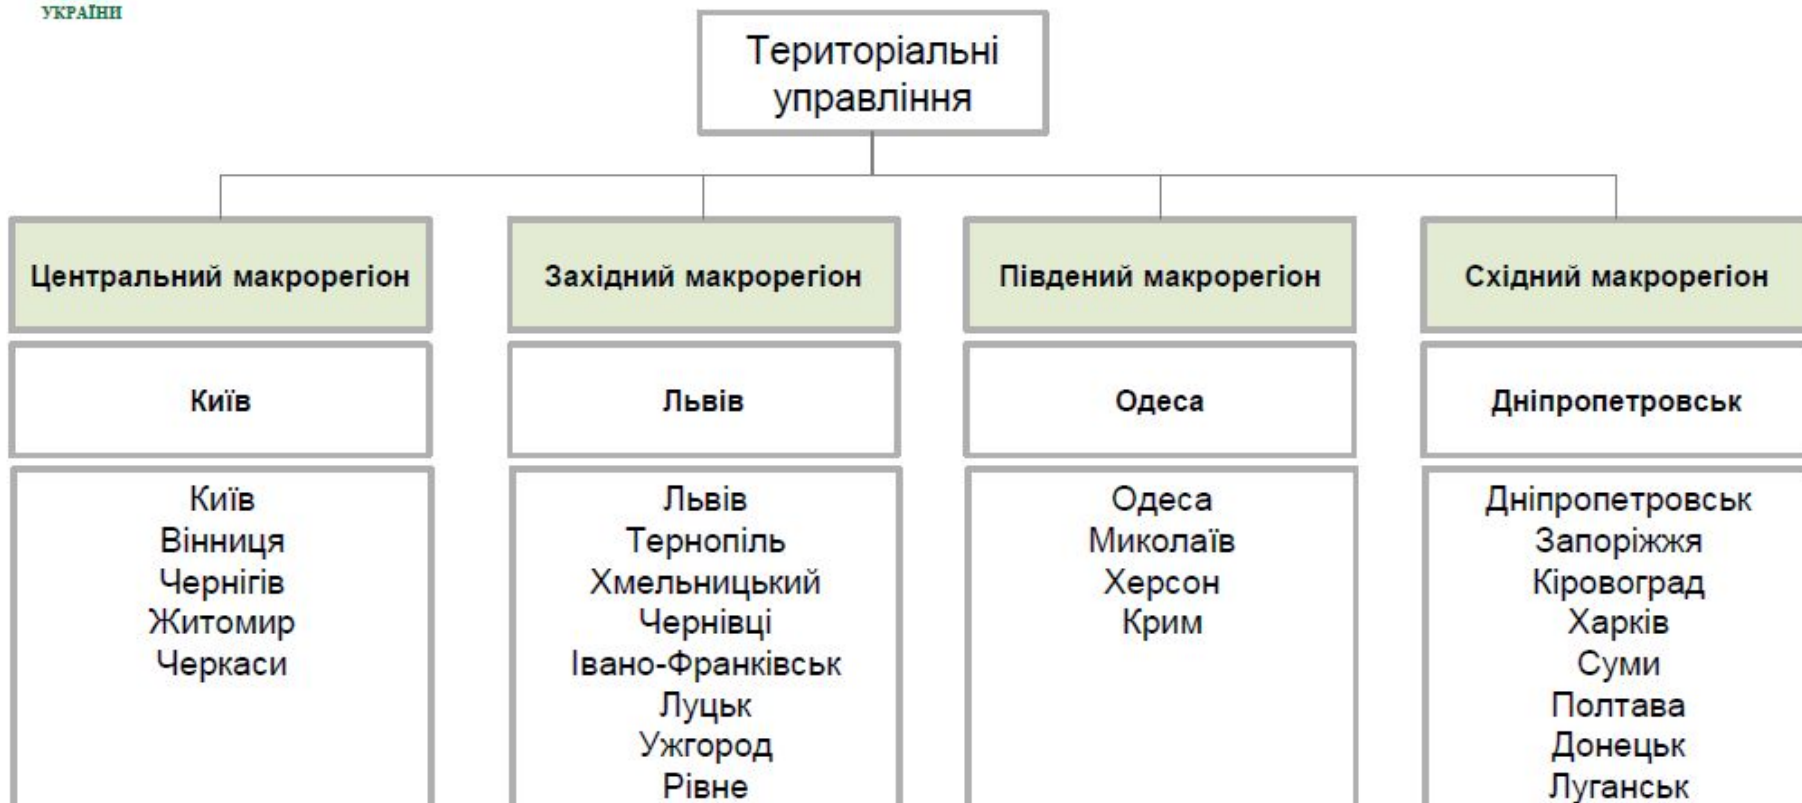 УКРАЇНИ
Територіальні
управління
Центральний макрорегіон
Західний макрорегіон
Південий макрорегіон
Східний макрорегіон
Київ
Львів
Одеса
Дніпропетровськ
Київ
Вінниця
Чернігів
Житомир
Черкаси
Львів
Тернопіль
Хмельницький
Чернівці
Івано-Франківськ
Луцьк
Ужгород
Рівне
Одеса
Миколаїв
Херсон
Крим
Дніпропетровськ
Запоріжжя
Кіровоград
Харків
Суми
Полтава
Донецьк
Луганськ